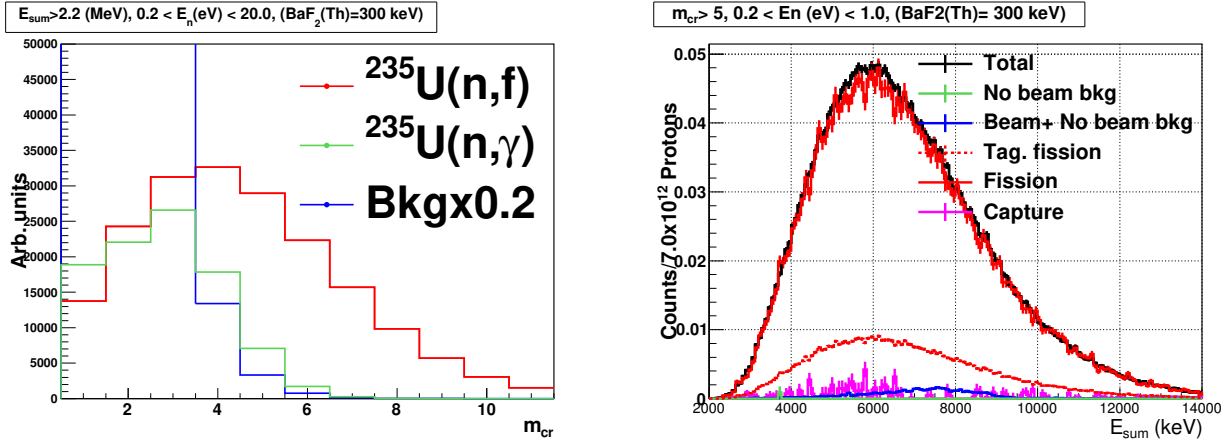 E_sum>2.2 (MeV), 0.2 < E_n(eV) < 20.0, (BaF_2(Th)=300 keV)
50000
45000
40000
35000
30000
25000
20000
15000
10000
5000
0
Arb. units
^235U(n,f)
^235U(n,γ)
Bkgx0.2
2 4 6 8 10
m_cr
m_cr> 5, 0.2 < En (eV) < 1.0, (BaF2(Th)= 300 keV)
0.05
0.04
0.03
0.02
0.01
0
Counts/7.0x10^12 Protons
Total
No beam bkg
Beam+ No beam bkg
Tag. fission
Fission
Capture
2000 4000 6000 8000 10000 12000 14000
E_sum (keV)